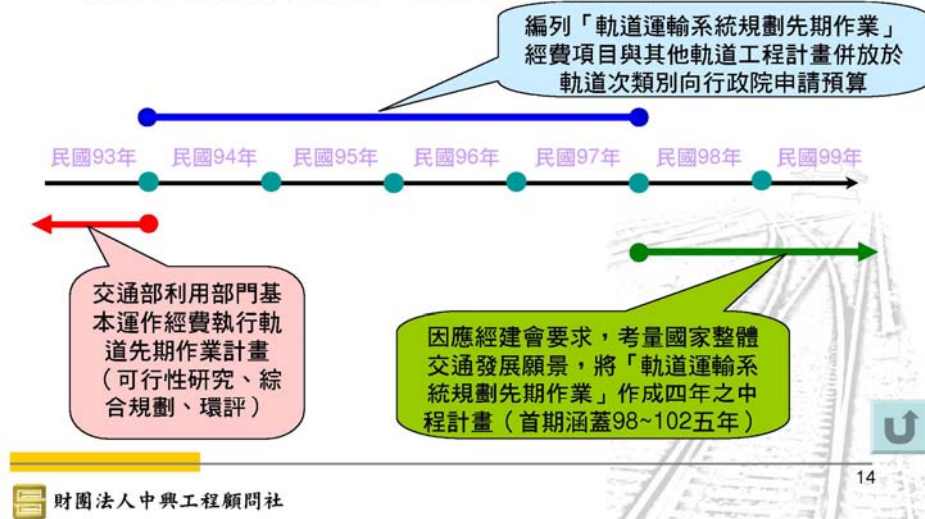 編列「軌道運輸系統規劃先期作業」
經費項目與其他軌道工程計畫併放於
軌道次類別向行政院申請預算
民國93年 民國94年 民國95年 民國96年 民國97年 民國98年 民國99年
交通部利用部門基
本運作經費執行軌
道先期作業計畫
（可行性研究、綜
合規劃、環評）
因應經建會要求，考量國家整體
交通發展願景，將「軌道運輸系
統規劃先期作業」作成四年之中
程計畫（首期涵蓋98~102五年）
14
財團法人中興工程顧問社